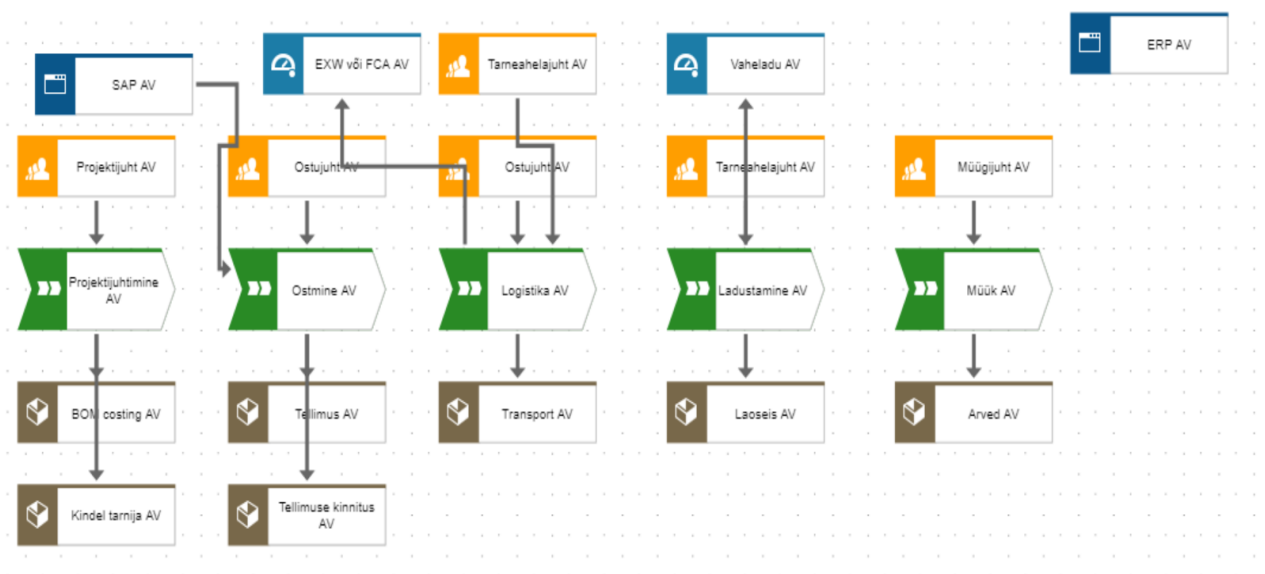 ERP AV
EXW või FCA AV
Tarneahelajuht AV
Vaheladu AV
SAP AV
Projektijuht AV
Ostujuht AV
Ostujuht AV
Tarneahelajuht AV
Müügijuht AV
Projektijuhtimine
AV
Ostmine AV
Logistika AV
Ladustamine AV
Müük AV
BOM costing AV
Tellimus AV
Transport AV
Laoseis AV
Arved AV
Kindel tarnija AV
Tellimuse kinnitus
AV